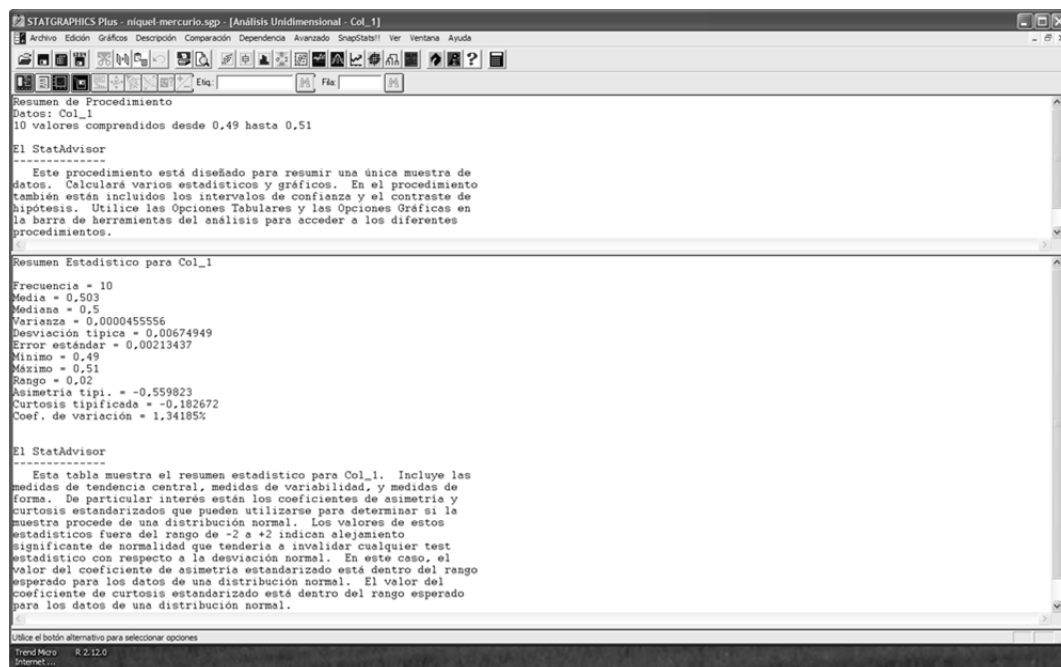 STATGRAPHICS Plus - níquel-mercurio.sgp - [Análisis Unidimensional - Col_1]
Archivo Edición Gráficos Descripción Comparación Dependencia Avanzado SnapStats!! Ver Ventana Ayuda
Etiq.: Fila:
Resumen de Procedimiento
Datos: Col_1
10 valores comprendidos desde 0,49 hasta 0,51
El StatAdvisor
--------------
Este procedimiento está diseñado para resumir una única muestra de
datos. Calculará varios estadísticos y gráficos. En el procedimiento
también están incluidos los intervalos de confianza y el contraste de
hipótesis. Utilice las Opciones Tabulares y las Opciones Gráficas en
la barra de herramientas del análisis para acceder a los diferentes
procedimientos.
Resumen Estadístico para Col_1
Frecuencia = 10
Media = 0,503
Mediana = 0,5
Varianza = 0,0000455556
Desviación típica = 0,00674949
Error estándar = 0,00213437
Mínimo = 0,49
Máximo = 0,51
Rango = 0,02
Asimetría tipi. = -0,559823
Curtosis tipificada = -0,182672
Coef. de variación = 1,34185%
El StatAdvisor
--------------
Esta tabla muestra el resumen estadístico para Col_1. Incluye las
medidas de tendencia central, medidas de variabilidad, y medidas de
forma. De particular interés están los coeficientes de asimetría y
curtosis estandarizados que pueden utilizarse para determinar si la
muestra procede de una distribución normal. Los valores de estos
estadísticos fuera del rango de -2 a +2 indican alejamiento
significante de normalidad que tendería a invalidar cualquier test
estadístico con respecto a la desviación normal. En este caso, el
valor del coeficiente de asimetría estandarizado está dentro del rango
esperado para los datos de una distribución normal. El valor del
coeficiente de curtosis estandarizado está dentro del rango esperado
para los datos de una distribución normal.
Utilice el botón alternativo para seleccionar opciones
Trend Micro R 2.12.0
Internet ...